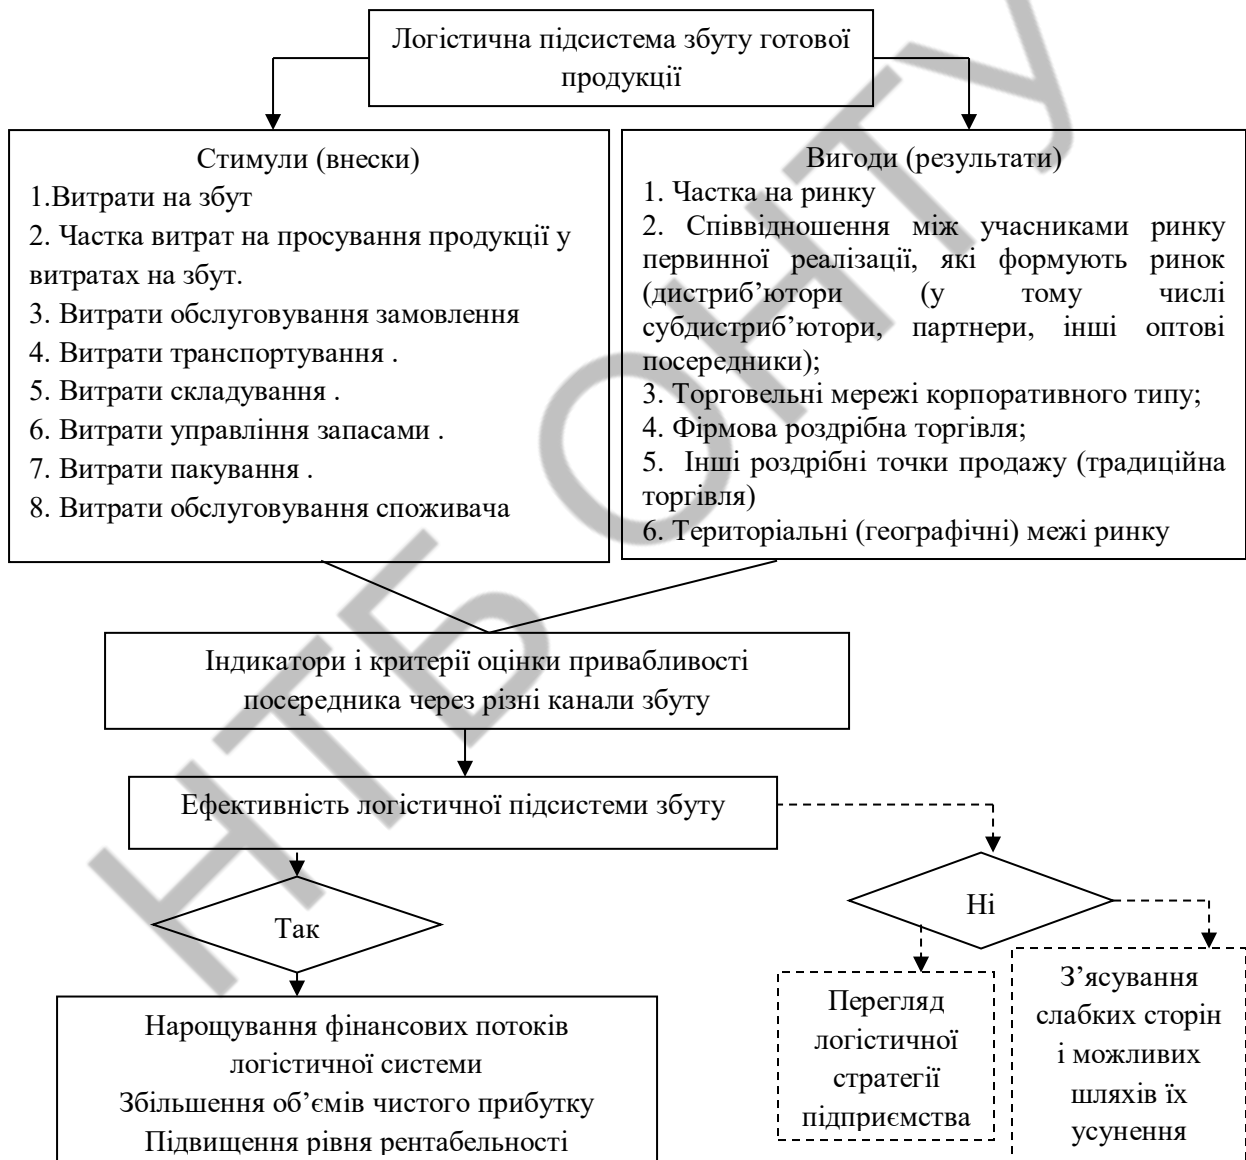 Логістична підсистема збуту готової
продукції
Стимули (внески)
1.Витрати на збут
2. Частка витрат на просування продукції у
витратах на збут.
3. Витрати обслуговування замовлення
4. Витрати транспортування .
5. Витрати складування .
6. Витрати управління запасами .
7. Витрати пакування .
8. Витрати обслуговування споживача
Вигоди (результати)
1. Частка на ринку
2. Співвідношення між учасниками ринку
первинної реалізації, які формують ринок
(дистриб’ютори (у тому числі
субдистриб’ютори, партнери, інші оптові
посередники);
3. Торговельні мережі корпоративного типу;
4. Фірмова роздрібна торгівля;
5. Інші роздрібні точки продажу (традиційна
торгівля)
6. Територіальні (географічні) межі ринку
Індикатори і критерії оцінки привабливості
посередника через різні канали збуту
Ефективність логістичної підсистеми збуту
Так
Ні
Нарощування фінансових потоків
логістичної системи
Збільшення об’ємів чистого прибутку
Підвищення рівня рентабельності
Перегляд
логістичної
стратегії
підприємства
З’ясування
слабких сторін
і можливих
шляхів їх
усунення
НТБ ОНТУ